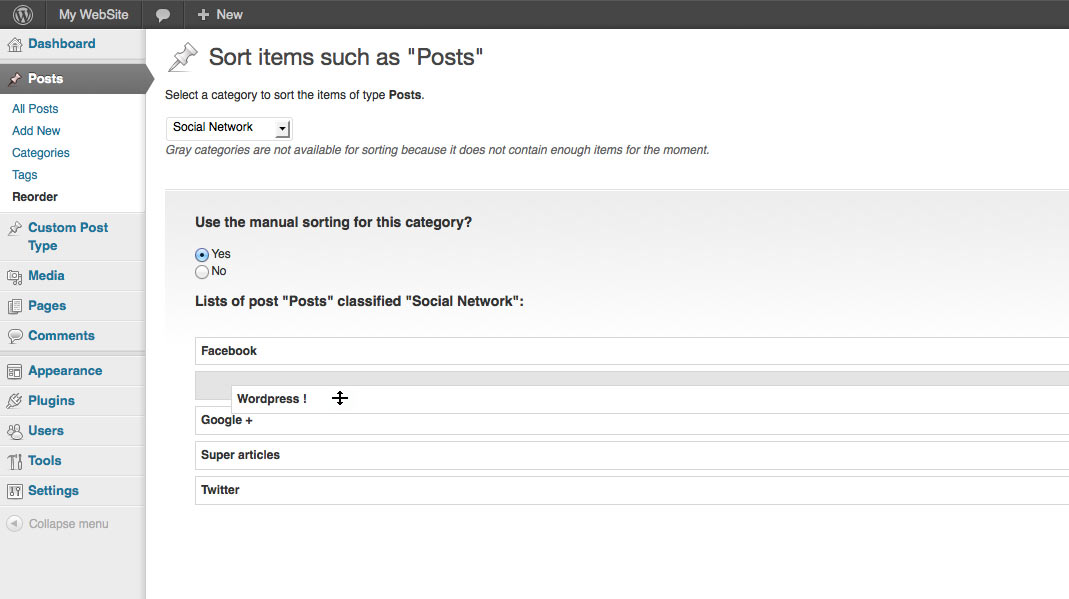 My WebSite
New
Dashboard
Posts
All Posts
Add New
Categories
Tags
Reorder
Custom Post
Type
Media
Pages
Comments
Appearance
Plugins
Users
Tools
Settings
Collapse menu
Sort items such as "Posts"
Select a category to sort the items of type Posts.
Social Network
Gray categories are not available for sorting because it does not contain enough items for the moment.
Use the manual sorting for this category?
Yes
No
Lists of post "Posts" classified "Social Network":
Facebook
Wordpress !
Google +
Super articles
Twitter